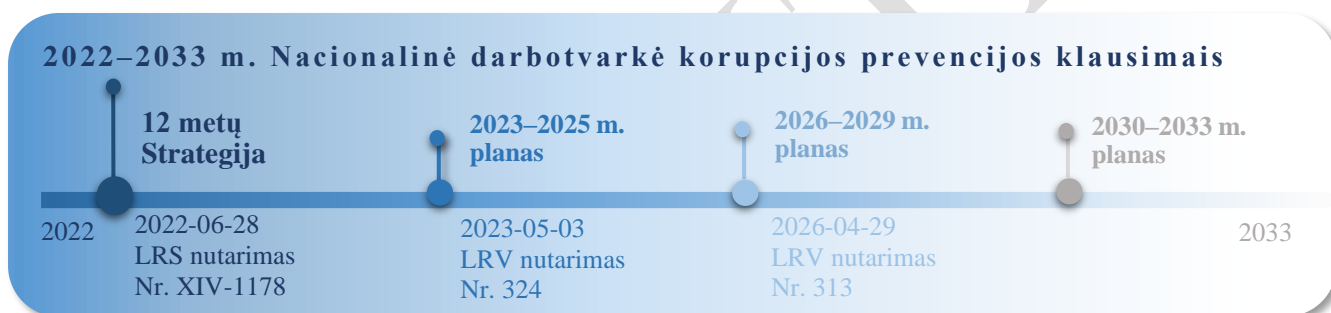 2022–2033 m. Nacionalinė darbotvarkė korupcijos prevencijos klausimais
12 metų
Strategija
2023–2025 m.
planas
2026–2029 m.
planas
2030–2033 m.
planas
2022
2022-06-28
LRS nutarimas
Nr. XIV-1178
2023-05-03
LRV nutarimas
Nr. 324
2026-04-29
LRV nutarimas
Nr. 313
2033